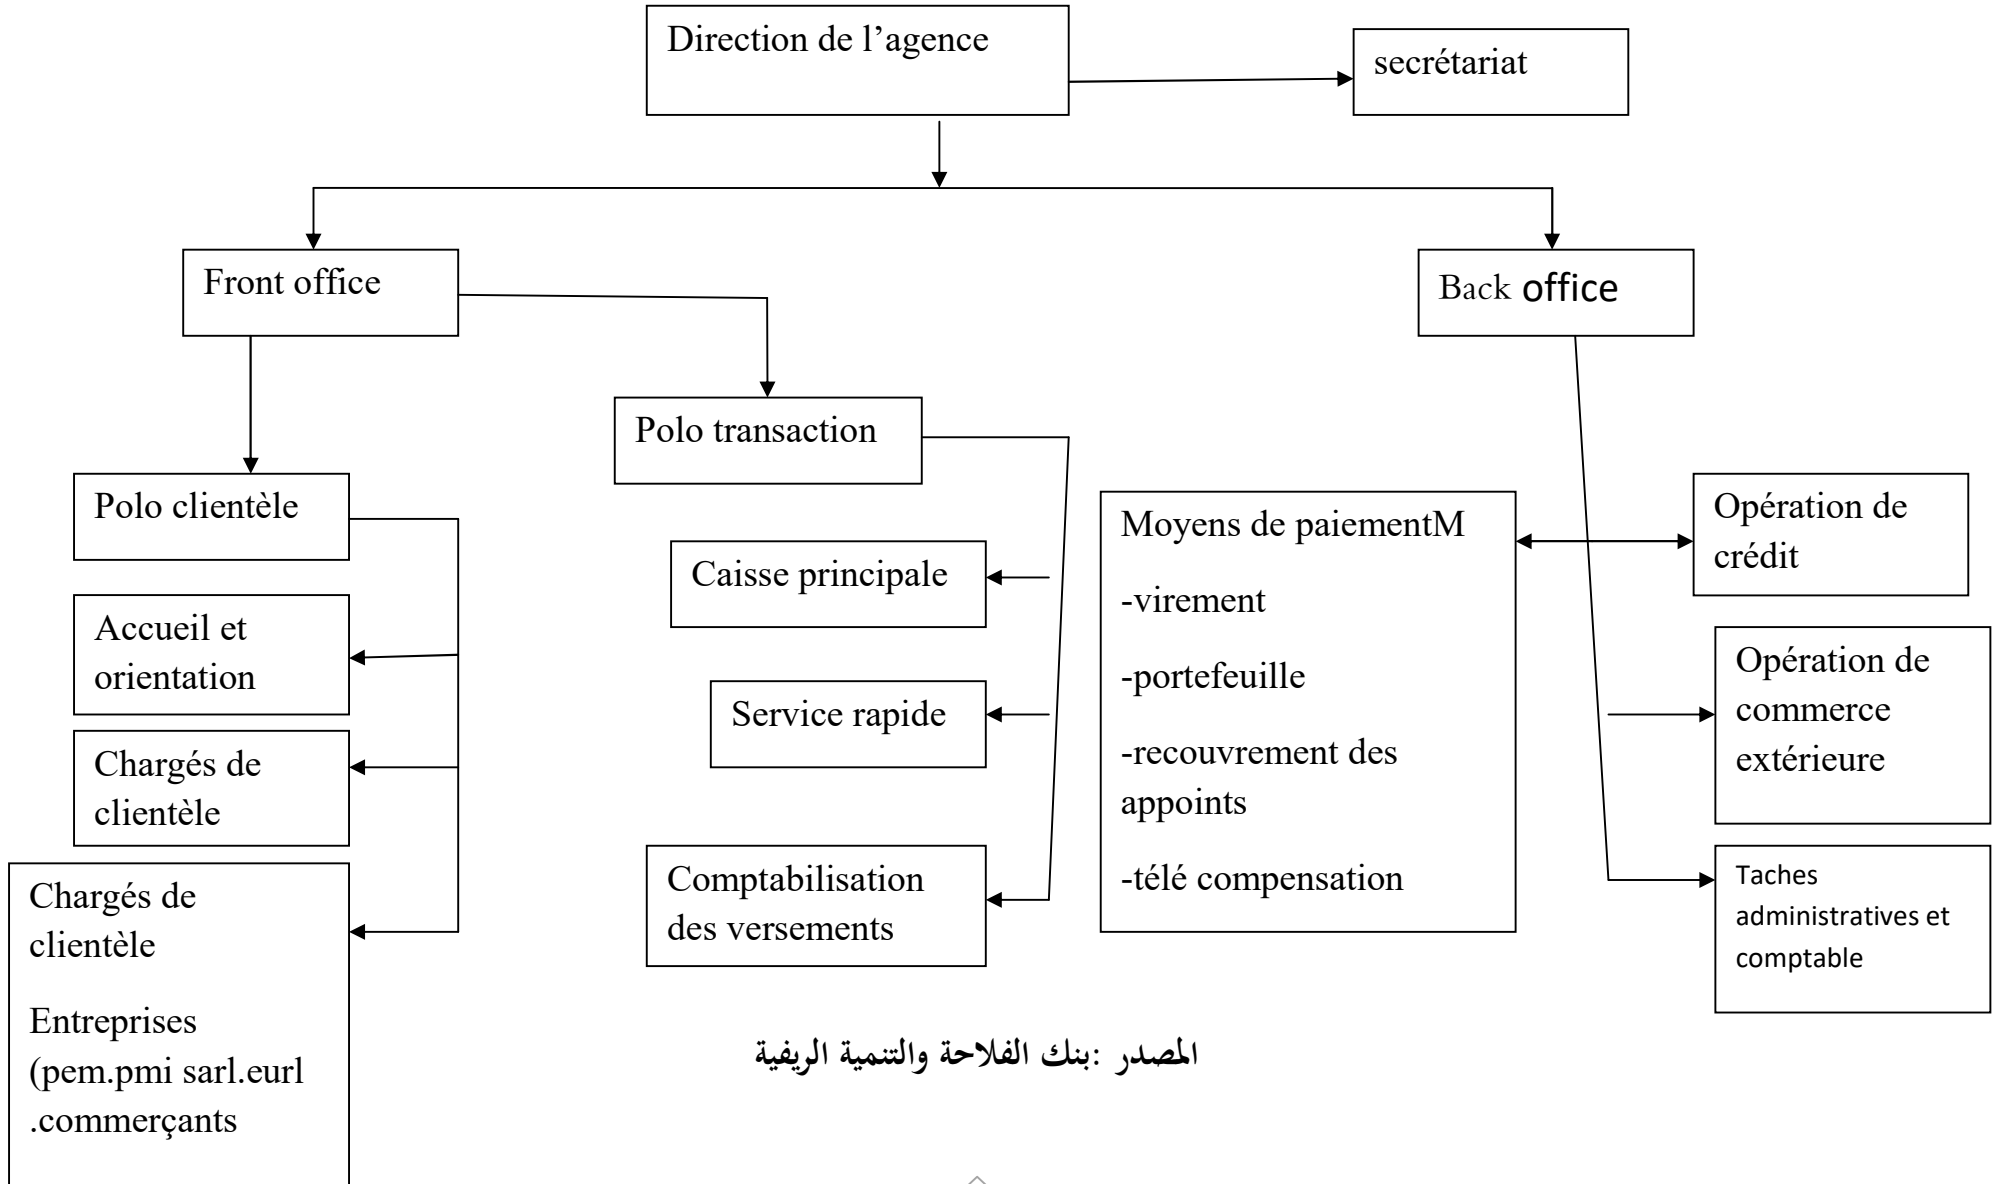 Direction de l’agence
secrétariat
Front office
Back office
Polo transaction
Polo clientèle
Accueil et
orientation
Chargés de
clientèle
Chargés de
clientèle
Entreprises
(pem.pmi sarl.eurl
.commerçants
Caisse principale
Service rapide
Comptabilisation
des versements
Moyens de paiementM
-virement
-portefeuille
-recouvrement des
appoints
-télé compensation
Opération de
crédit
Opération de
commerce
extérieure
Taches
administratives et
comptable
المصدر :بنك الفلاحة والتنمية الريفية